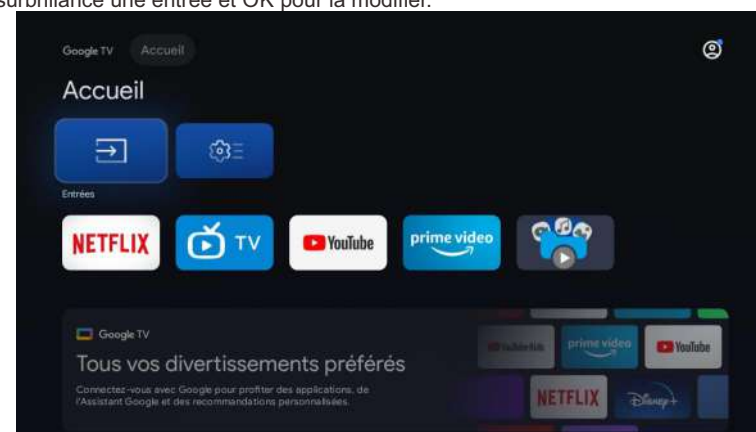 surbrillance une entrée et OK pour la modifier.
Google TV Accueil
Accueil
Entrées
NETFLIX TV YouTube prime video
Google TV
Tous vos divertissements préférés
Connectez-vous avec Google pour profiter des applications, de
l'Assistant Google et des recommandations personnalisées.
prime video YouTube
NETFLIX Disney+